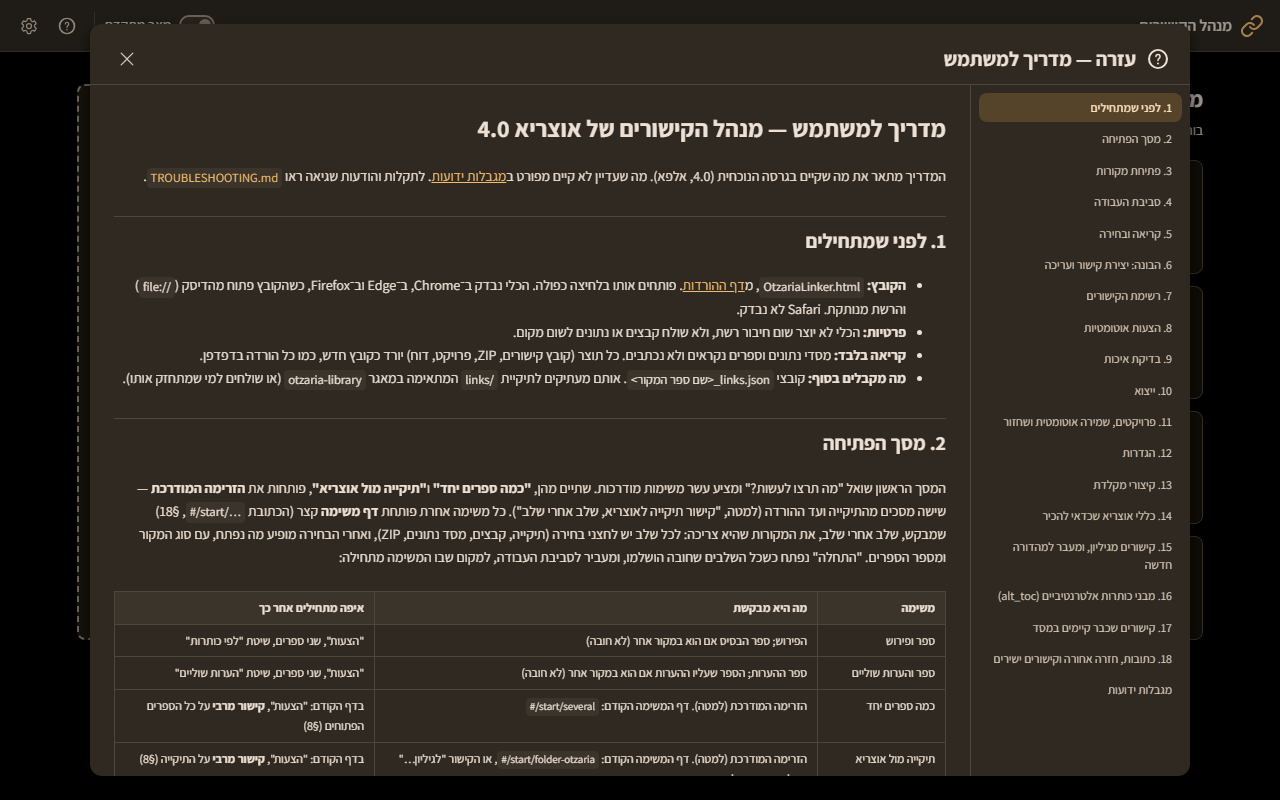 מנהל הקישורים
עזרה — מדריך למשתמש
1. לפני שמתחילים
2. מסך הפתיחה
3. פתיחת מקורות
4. סביבת העבודה
5. קריאה ובחירה
6. הבונה: יצירת קישור ועריכה
7. רשימת הקישורים
8. הצעות אוטומטיות
9. בדיקת איכות
10. ייצוא
11. פרויקטים, שמירה אוטומטית ושחזור
12. הגדרות
13. קיצורי מקלדת
14. כללי אוצריא שכדאי להכיר
15. קישורים מגיליון, ומעבר למהדורה
חדשה
16. מבני כותרות אלטרנטיביים (alt_toc)
17. קישורים שכבר קיימים במסד
18. כתובות, חזרה אחורה וקישורים ישירים
מגבלות ידועות
מדריך למשתמש — מנהל הקישורים של אוצריא 4.0
המדריך מתאר את מה שקיים בגרסה הנוכחית (4.0, אלפא). מה שעדיין לא קיים מפורט במגבלות ידועות. לתקלות והודעות שגיאה ראו TROUBLESHOOTING.md.
1. לפני שמתחילים
• הקובץ: OtzariaLinker.html, מדף ההורדות. פותחים אותו בלחיצה כפולה. הכלי נבדק ב־Chrome, ב־Edge וב־Firefox, כשהקובץ פתוח מהדיסק (file://)
והרשת מנותקת. Safari לא נבדק.
• פרטיות: הכלי לא יוצר שום חיבור רשת, ולא שולח קבצים או נתונים לשום מקום.
• קריאה בלבד: מסדי נתונים וספרים נקראים ולא נכתבים. כל תוצר (קובץ קישורים, ZIP, פרויקט, דוח) יורד כקובץ חדש, כמו כל הורדה בדפדפן.
• מה מקבלים בסוף: קובצי <שם ספר המקור>_links.json. אותם מעתיקים לתיקיית links/ המתאימה במאגר otzaria-library (או שולחים למי שמתחזק אותו).
2. מסך הפתיחה
המסך הראשון שואל "מה תרצו לעשות?" ומציע עשר משימות מודרכות. שתיים מהן, "כמה ספרים יחד" ו"תיקייה מול אוצריא", פותחות את הזרימה המודרכת —
שישה מסכים מהתיקייה ועד ההורדה (למטה, "קישור תיקייה לאוצריא, שלב אחרי שלב"). כל משימה אחרת פותחת דף משימה קצר (הכתובת #/start/…, §18)
שמבקש, שלב אחרי שלב, את המקורות שהיא צריכה: לכל שלב יש לחצני בחירה (תיקייה, קבצים, מסד נתונים, ZIP), ואחרי הבחירה מופיע מה נפתח, עם סוג המקור
ומספר הספרים. "התחלה" נפתח כשכל השלבים שחובה הושלמו, ומעביר לסביבת העבודה, למקום שבו המשימה מתחילה:
משימה מה היא מבקשת איפה מתחילים אחר כך
ספר ופירוש הפירוש; ספר הבסיס אם הוא במקור אחר (לא חובה) "הצעות", שני ספרים, שיטת "לפי כותרות"
ספר והערות שוליים ספר ההערות; הספר שעליו ההערות אם הוא במקור אחר (לא חובה) "הצעות", שני ספרים, שיטת "הערות שוליים"
כמה ספרים יחד הזרימה המודרכת (למטה). דף המשימה הקודם: #/start/several בדף הקודם: "הצעות", קישור מרבי על כל הספרים
הפתוחים (§8)
תיקייה מול אוצריא הזרימה המודרכת (למטה). דף המשימה הקודם: #/start/folder-otzaria, או הקישור "לגיליון…" בדף הקודם: "הצעות", קישור מרבי על התיקייה (§8)